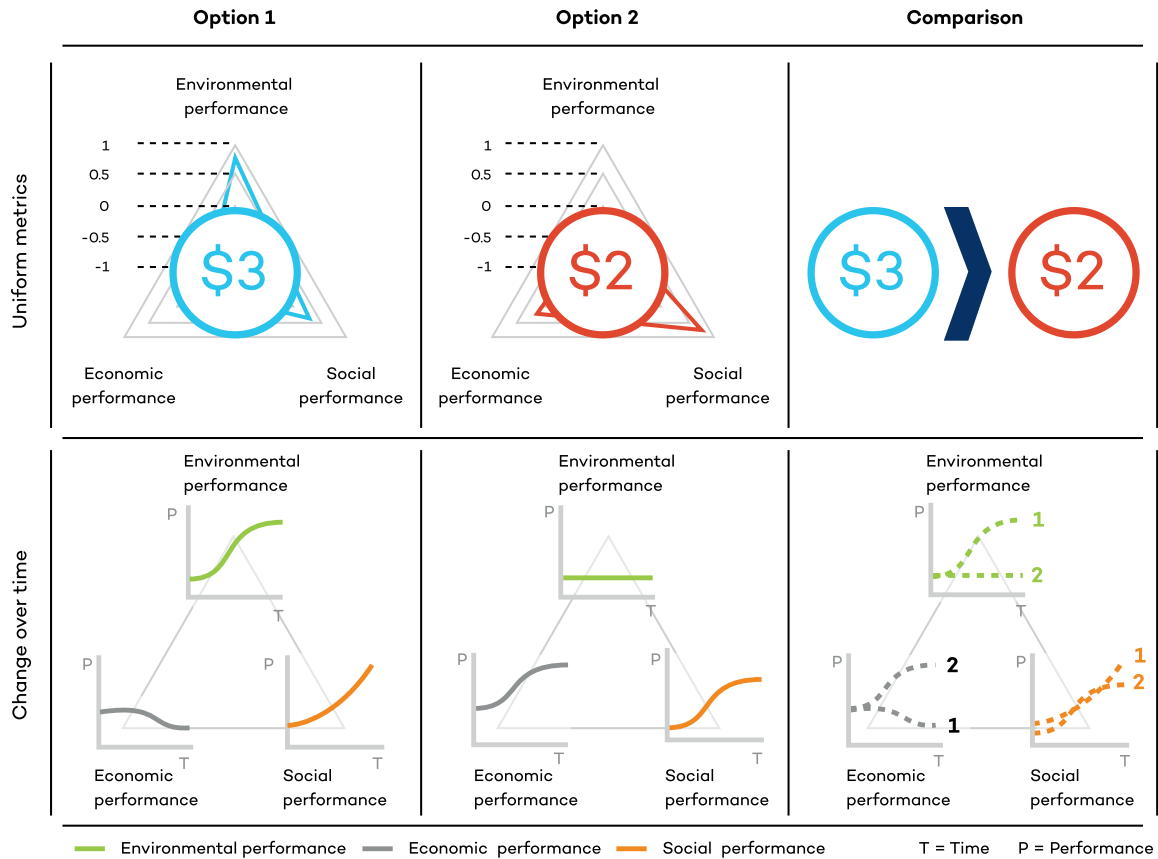 Option 1
Option 2
Comparison
Uniform metrics
Environmental
performance
1
0.5
0
-0.5
-1
$3
Economic
performance
Social
performance
Environmental
performance
1
0.5
0
-0.5
-1
$2
Economic
performance
Social
performance
$3
$2
Change over time
Environmental
performance
P
T
P
T
Economic
performance
P
T
Social
performance
Environmental
performance
P
T
P
T
Economic
performance
P
T
Social
performance
Environmental
performance
P
1
2
T
P
2
1
T
Economic
performance
P
1
2
T
Social
performance
Environmental performance
Economic performance
Social performance
T = Time
P = Performance